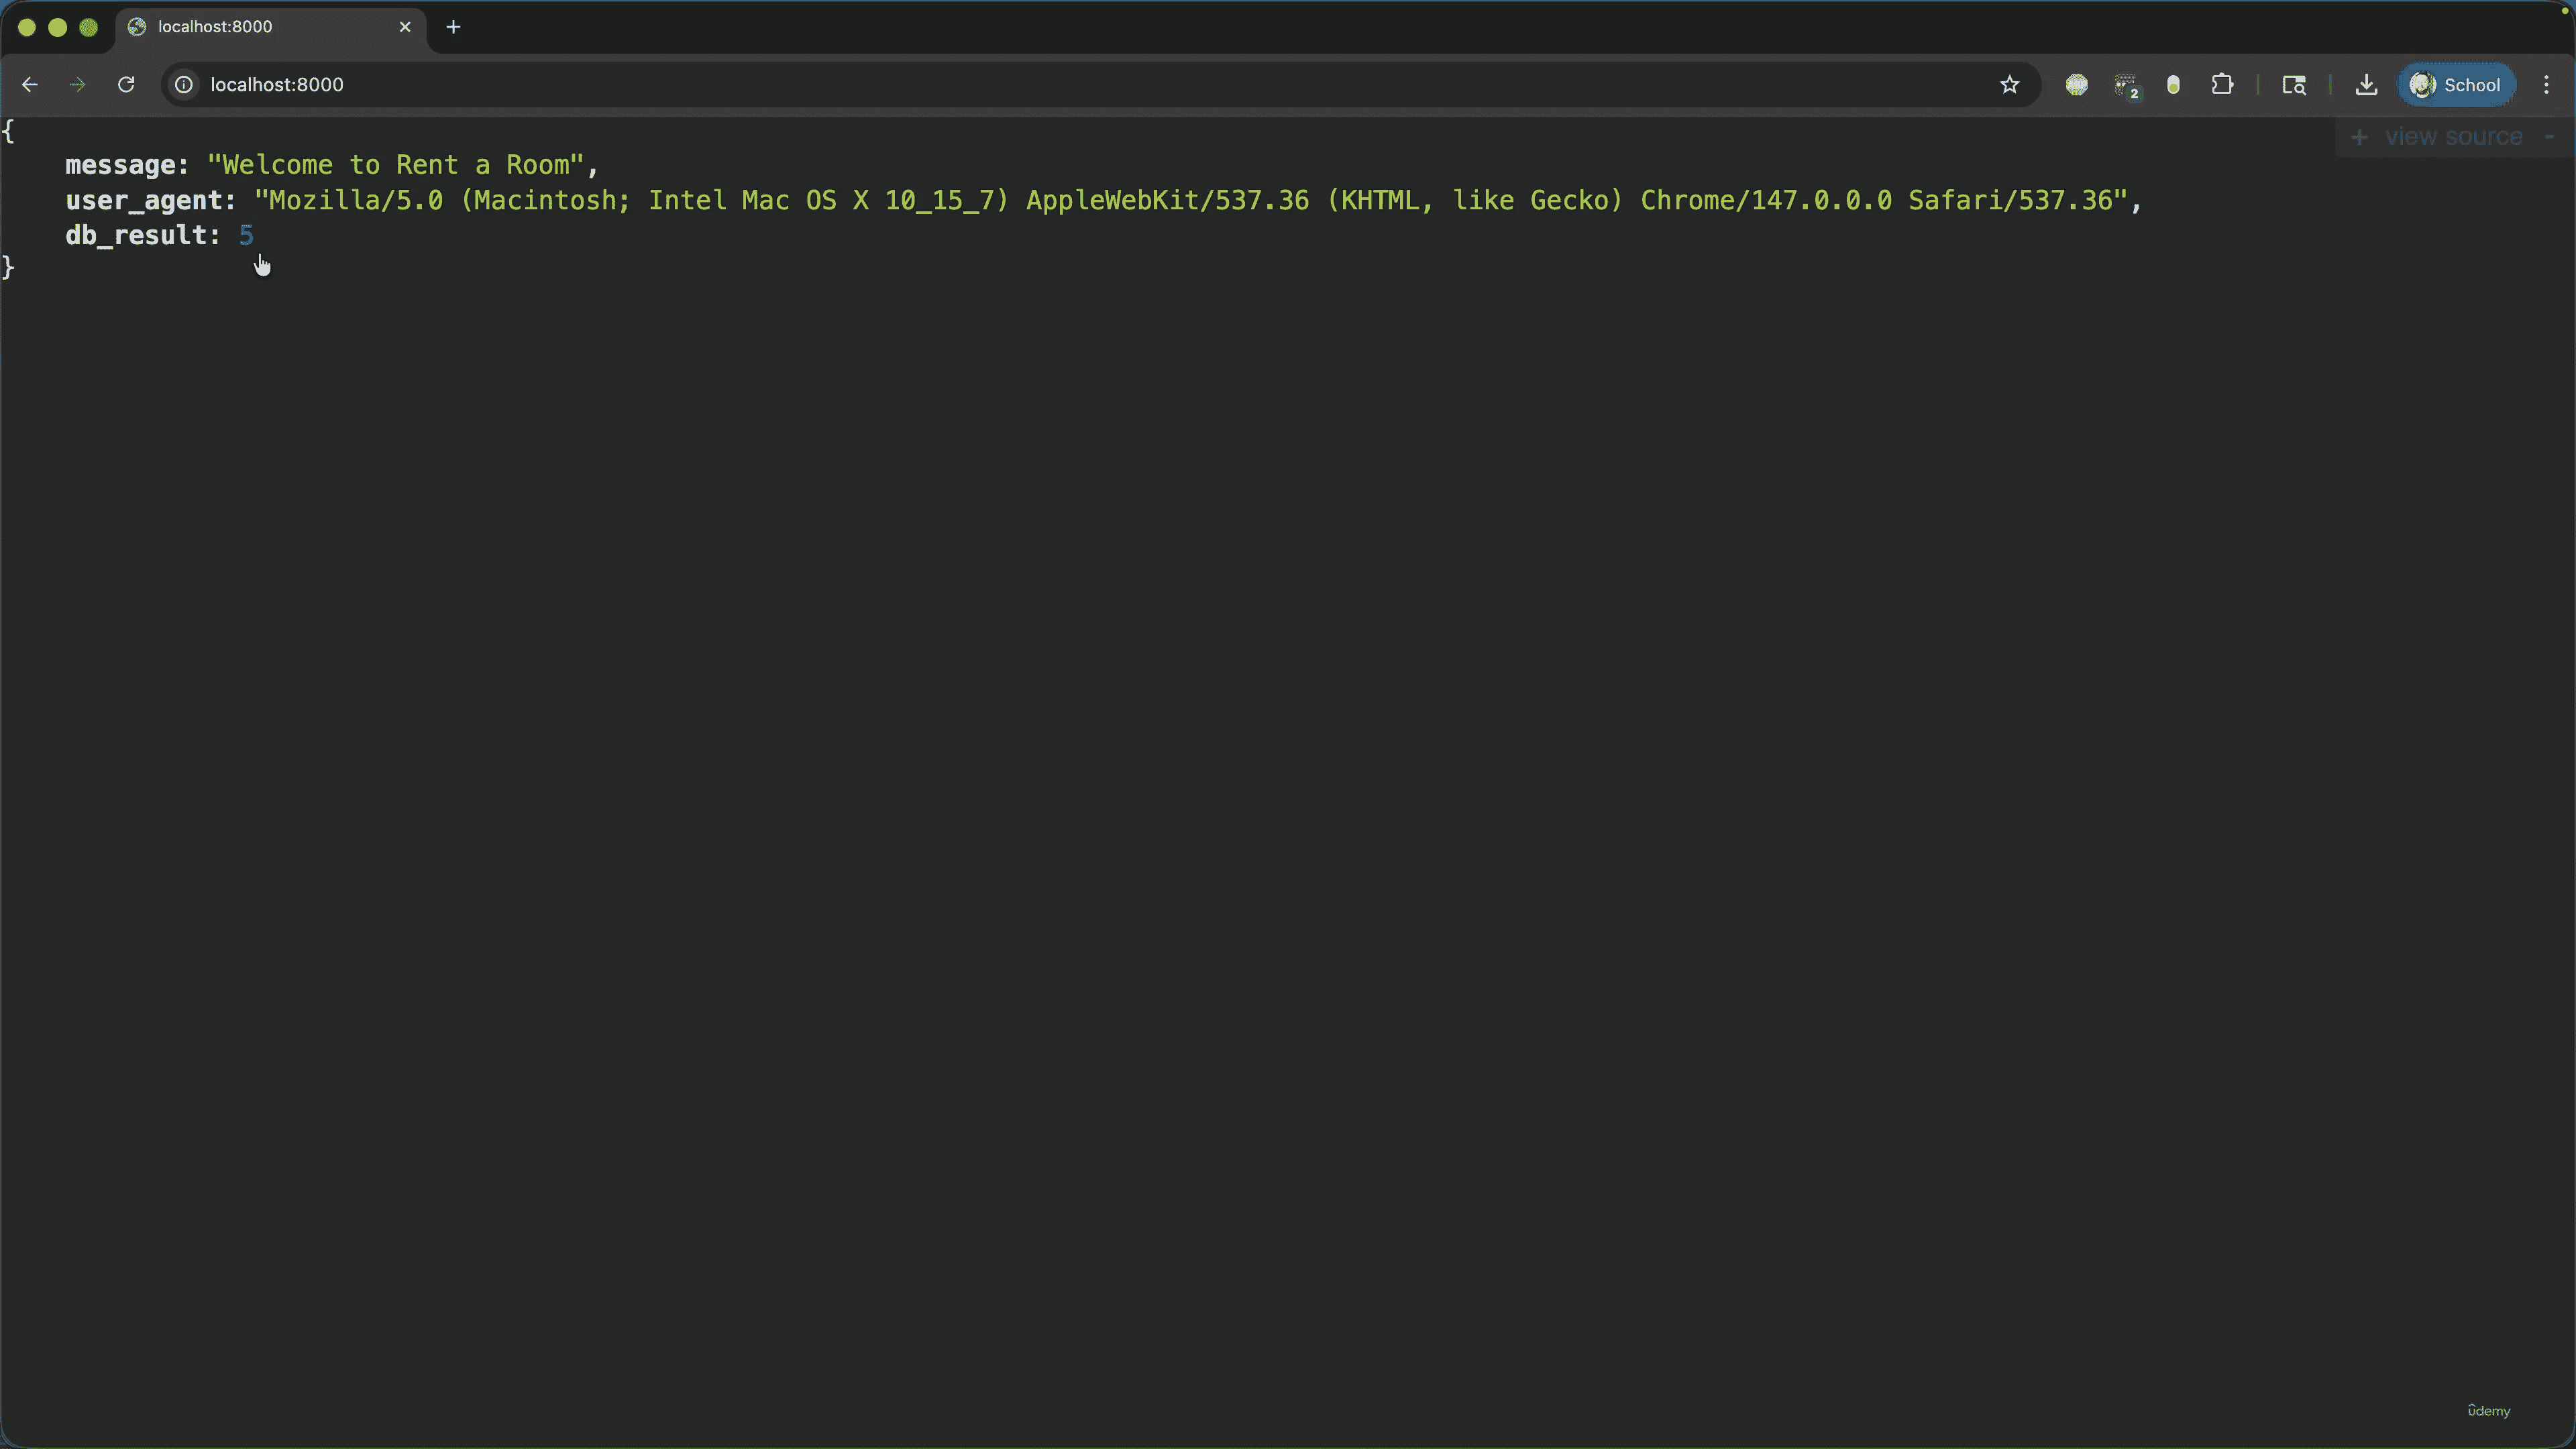 localhost:8000
localhost:8000
ABP
2
School
{
+ view source -
message: "Welcome to Rent a Room",
user_agent: "Mozilla/5.0 (Macintosh; Intel Mac OS X 10_15_7) AppleWebKit/537.36 (KHTML, like Gecko) Chrome/147.0.0.0 Safari/537.36",
db_result: 5
}
ûdemy